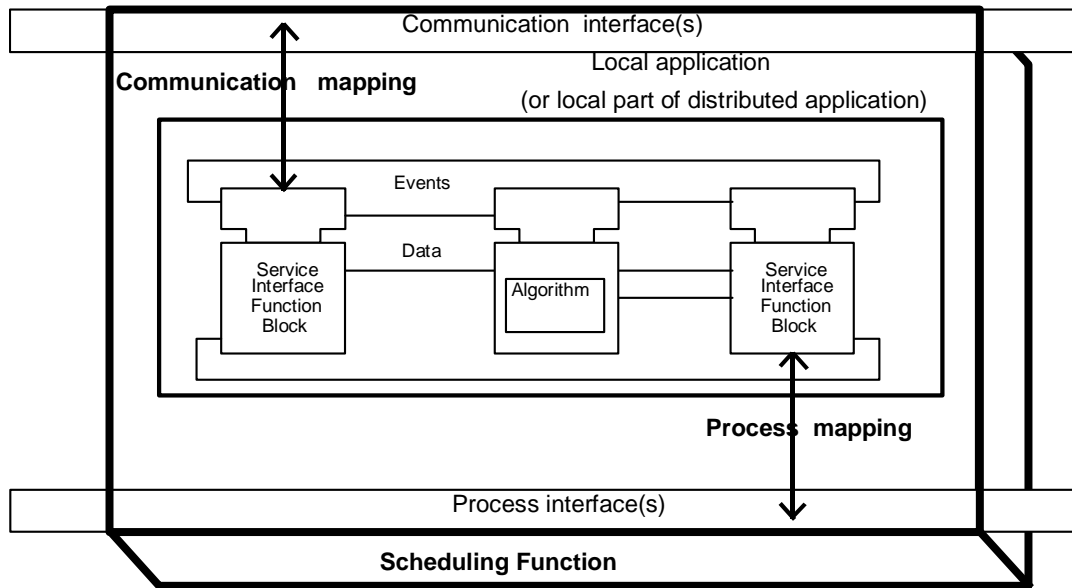 Communication interface(s)
Local application
Communication mapping
(or local part of distributed application)
Events
Data
Service
Interface
Function
Block
Algorithm
Service
Interface
Function
Block
Process mapping
Process interface(s)
Scheduling Function